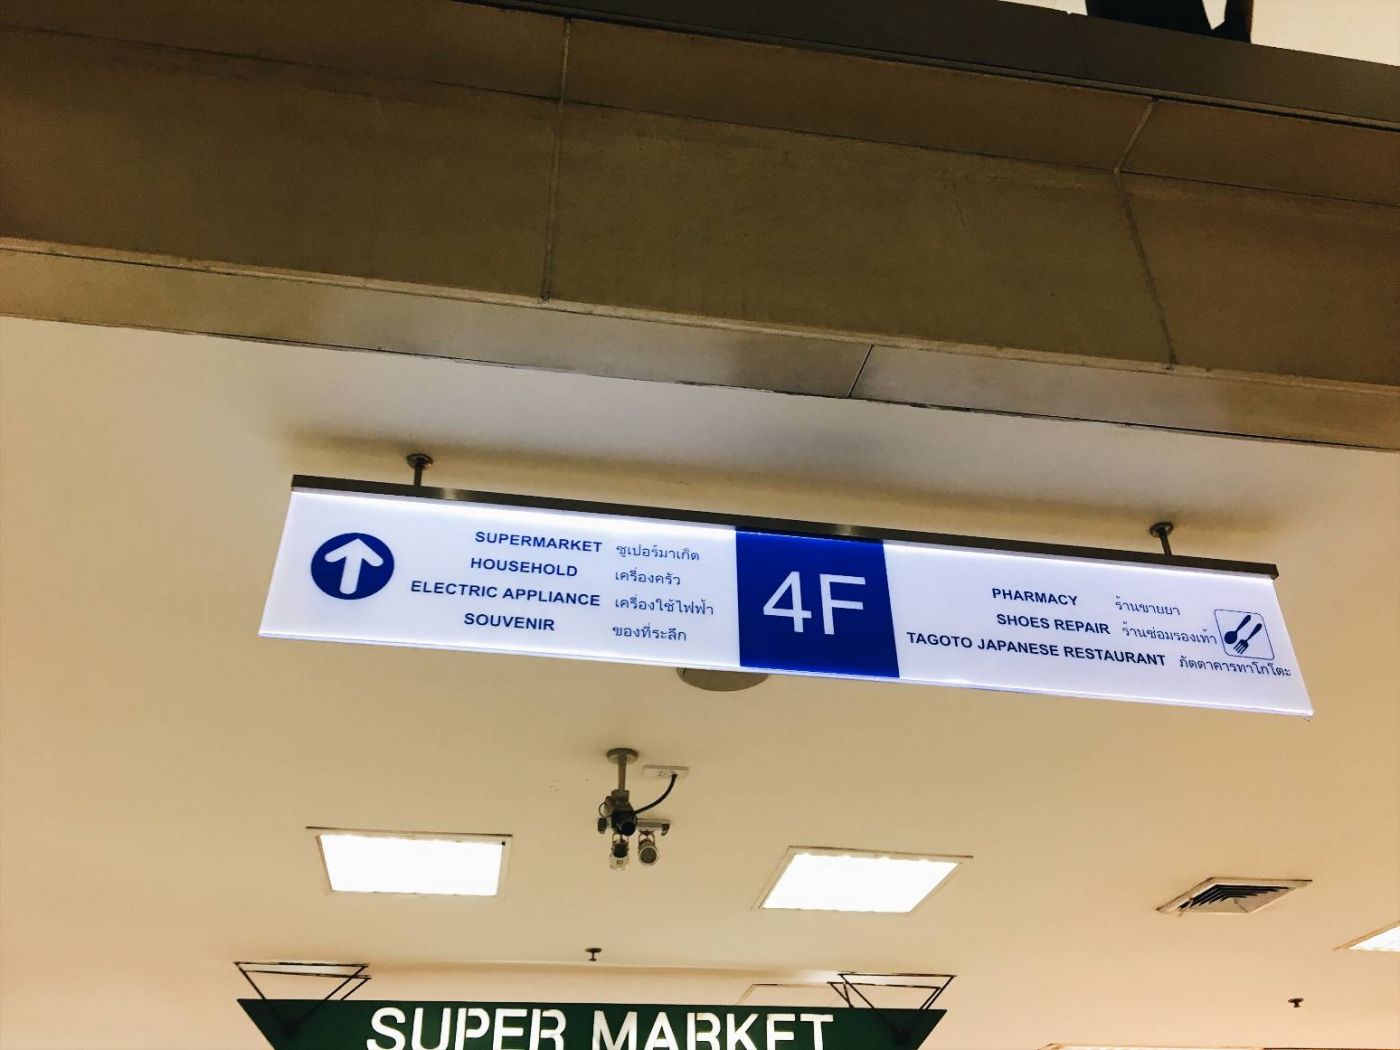 SUPERMARKET ซูเปอร์มาเก็ต
HOUSEHOLD เครื่องครัว
ELECTRIC APPLIANCE เครื่องใช้ไฟฟ้า
SOUVENIR ของที่ระลึก
4F
PHARMACY ร้านขายยา
SHOES REPAIR ร้านซ่อมรองเท้า
TAGOTO JAPANESE RESTAURANT ภัตตาคารทาโกโตะ
SUPER MARKET